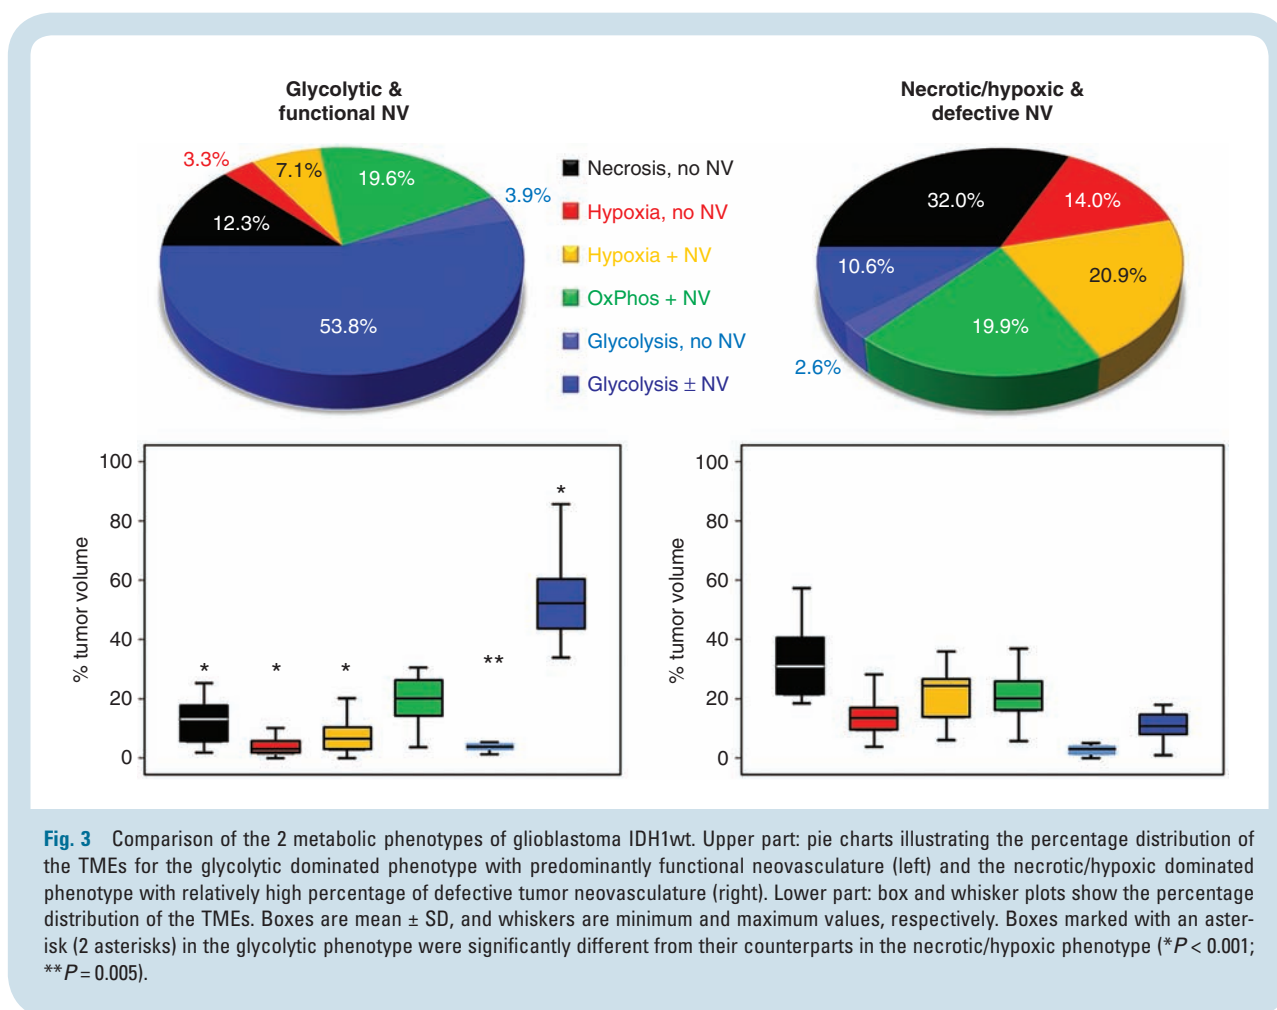 Glycolytic &
functional NV
Necrotic/hypoxic &
defective NV
3.3%
7.1%
19.6%
3.9%
12.3%
53.8%
Necrosis, no NV
Hypoxia, no NV
Hypoxia + NV
OxPhos + NV
Glycolysis, no NV
Glycolysis ± NV
32.0%
14.0%
10.6%
20.9%
19.9%
2.6%
% tumor volume
100
80
60
40
20
0
*
*
*
**
*
% tumor volume
100
80
60
40
20
0
Fig. 3 Comparison of the 2 metabolic phenotypes of glioblastoma IDH1wt. Upper part: pie charts illustrating the percentage distribution of
the TMEs for the glycolytic dominated phenotype with predominantly functional neovasculature (left) and the necrotic/hypoxic dominated
phenotype with relatively high percentage of defective tumor neovasculature (right). Lower part: box and whisker plots show the percentage
distribution of the TMEs. Boxes are mean ± SD, and whiskers are minimum and maximum values, respectively. Boxes marked with an aster-
isk (2 asterisks) in the glycolytic phenotype were significantly different from their counterparts in the necrotic/hypoxic phenotype (*P < 0.001;
**P = 0.005).